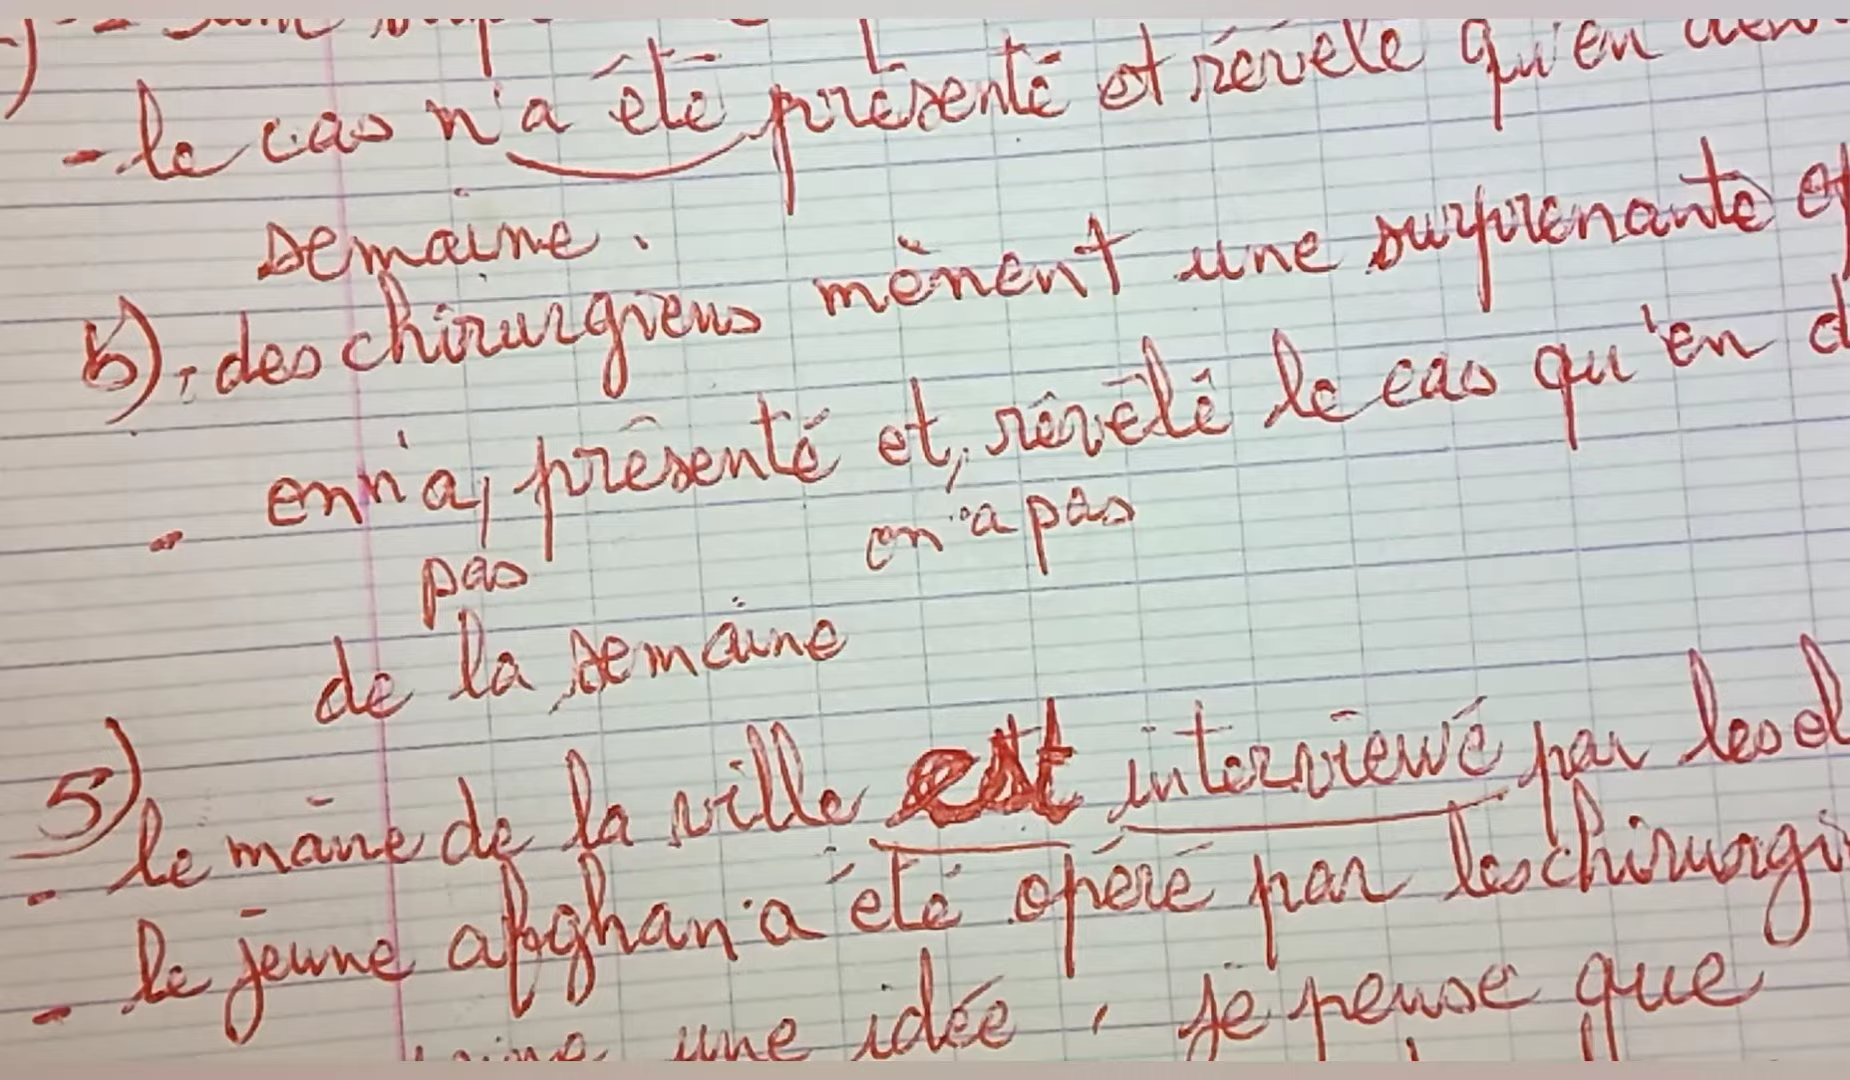 - le cas n'a été présenté et révélé qu'en
semaine.
b), des chirurgiens mènent une surprenante
- en n'a, présenté et, révélé le cas qu'en d
pas on a pas
de la semaine
5)
- le maire de la ville est interviewé par les
- le jeune afghan a été opéré par les chirurgi
une idée, je pense que